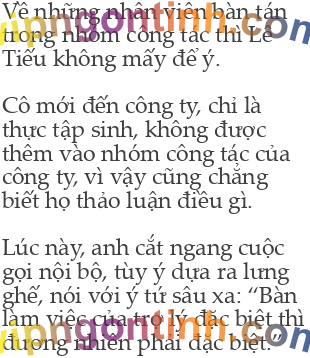 Về những nhân viên bàn tán
trong nhóm công tác thì Lê
Tiếu không mấy để ý.
Cô mới đến công ty, chỉ là
thực tập sinh, không được
thêm vào nhóm công tác của
công ty, vì vậy cũng chẳng
biết họ thảo luận điều gì.
Lúc này, anh cắt ngang cuộc
gọi nội bộ, tùy ý dựa ra lưng
ghế, nói với ý tứ sâu xa: “Bàn
làm việc của trợ lý đặc biệt thì
đương nhiên phải đặc biệt.”
vipngontinh.com
vipngontinh.com